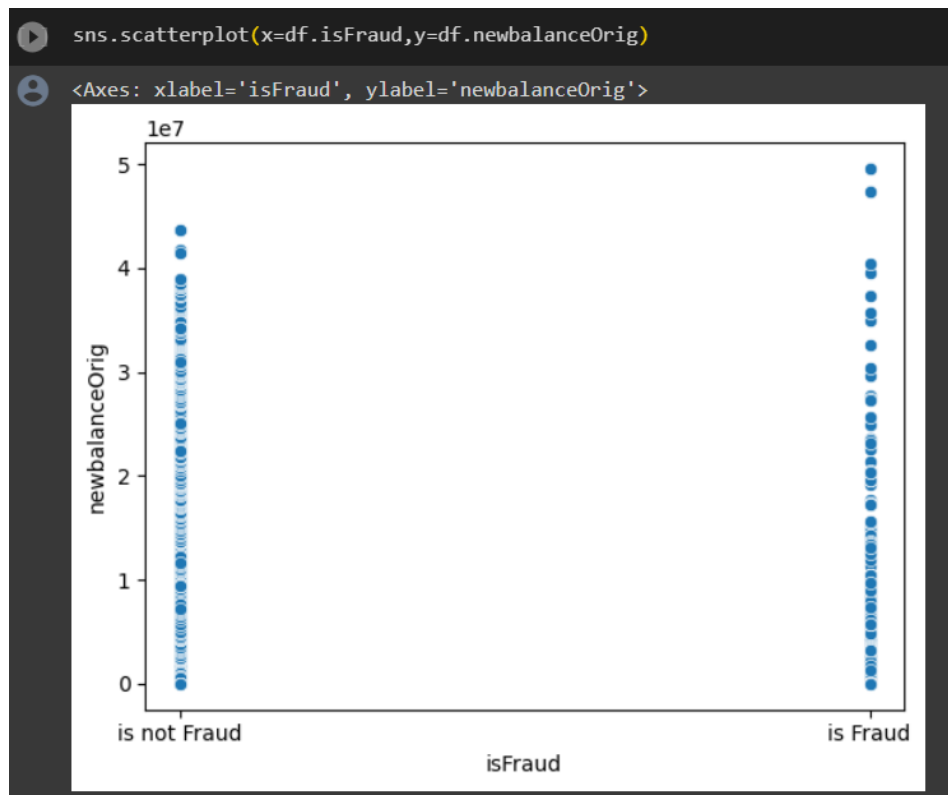 sns.scatterplot(x=df.isFraud,y=df.newbalanceOrig)
<Axes: xlabel='isFraud', ylabel='newbalanceOrig'>
1e7
5
4
3
2
1
0
newbalanceOrig
is not Fraud is Fraud
isFraud